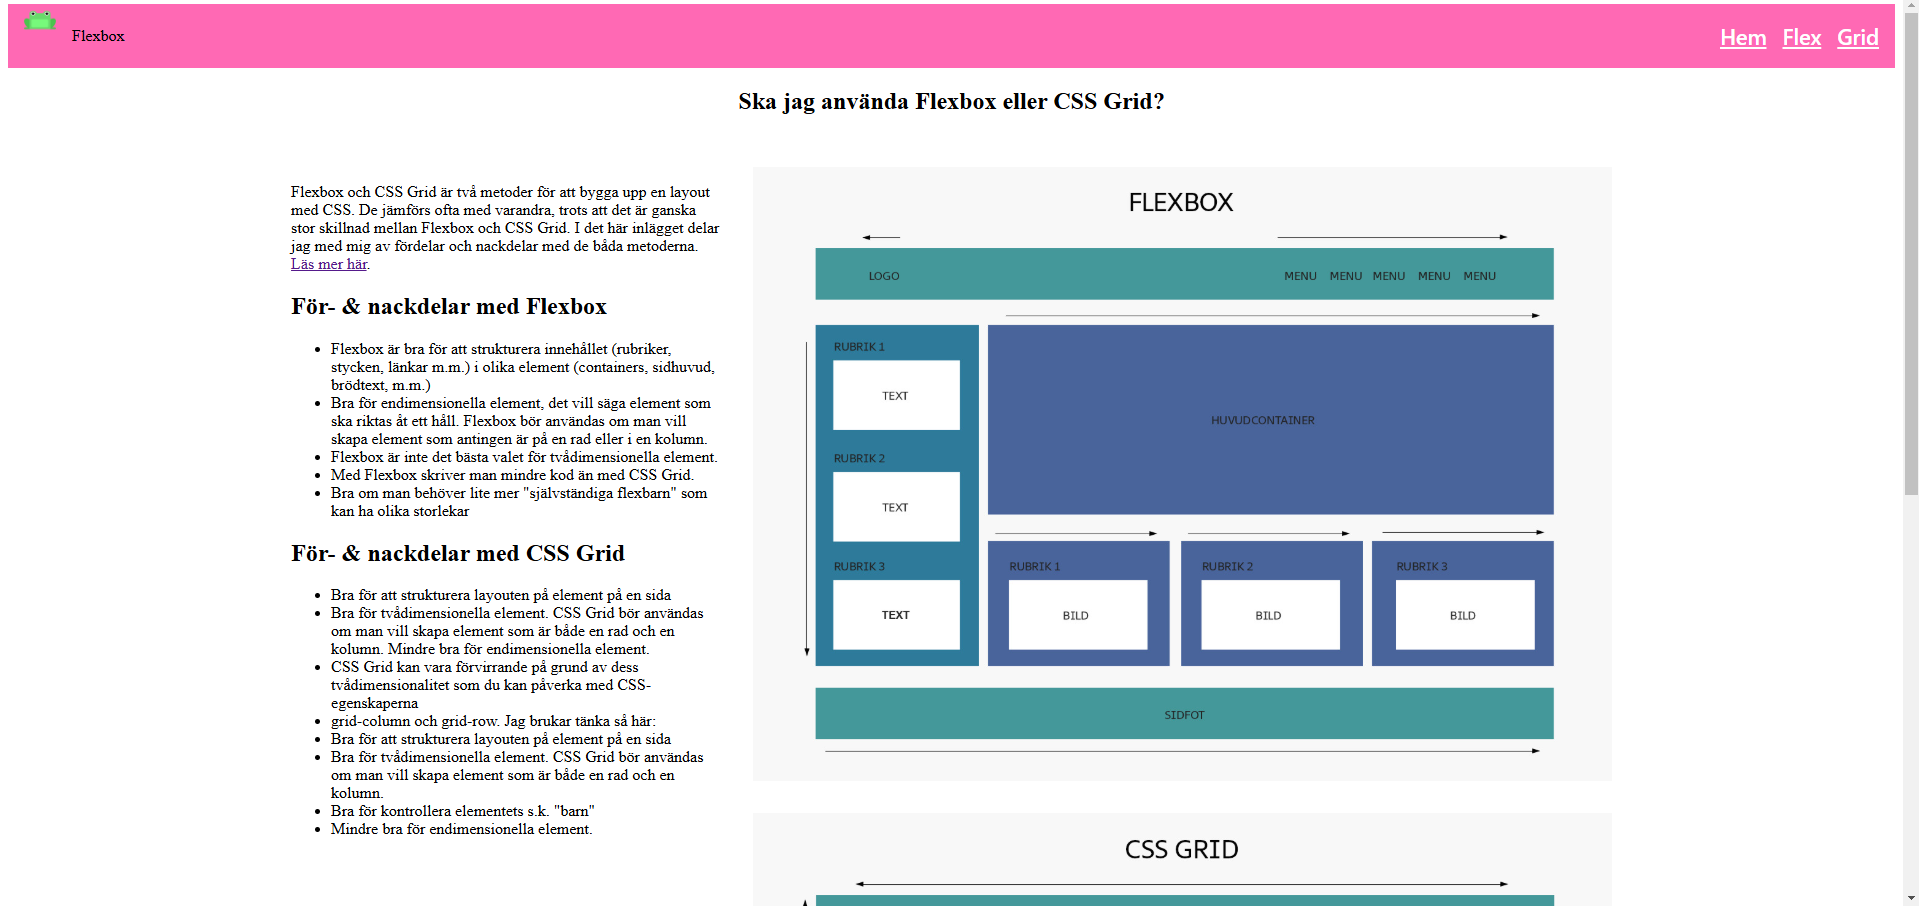 Flexbox
Hem Flex Grid
Ska jag använda Flexbox eller CSS Grid?
Flexbox och CSS Grid är två metoder för att bygga upp en layout
med CSS. De jämförs ofta med varandra, trots att det är ganska
stor skillnad mellan Flexbox och CSS Grid. I det här inlägget delar
jag med mig av fördelar och nackdelar med de båda metoderna.
Läs mer här.
För- & nackdelar med Flexbox
Flexbox är bra för att strukturera innehållet (rubriker,
stycken, länkar m.m.) i olika element (containers, sidhuvud,
brödtext, m.m.)
Bra för endimensionella element, det vill säga element som
ska riktas åt ett håll. Flexbox bör användas om man vill
skapa element som antingen är på en rad eller i en kolumn.
Flexbox är inte det bästa valet för tvådimensionella element.
Med Flexbox skriver man mindre kod än med CSS Grid.
Bra om man behöver lite mer "självständiga flexbarn" som
kan ha olika storlekar
För- & nackdelar med CSS Grid
Bra för att strukturera layouten på element på en sida
Bra för tvådimensionella element. CSS Grid bör användas
om man vill skapa element som är både en rad och en
kolumn. Mindre bra för endimensionella element.
CSS Grid kan vara förvirrande på grund av dess
tvådimensionalitet som du kan påverka med CSS-
egenskaperna
grid-column och grid-row. Jag brukar tänka så här:
Bra för att strukturera layouten på element på en sida
Bra för tvådimensionella element. CSS Grid bör användas
om man vill skapa element som är både en rad och en
kolumn.
Bra för kontrollera elementets s.k. "barn"
Mindre bra för endimensionella element.
FLEXBOX
LOGO
MENU MENU MENU MENU MENU
RUBRIK 1
TEXT
RUBRIK 2
TEXT
RUBRIK 3
TEXT
HUVUDCONTAINER
RUBRIK 1
BILD
RUBRIK 2
BILD
RUBRIK 3
BILD
SIDFOT
CSS GRID